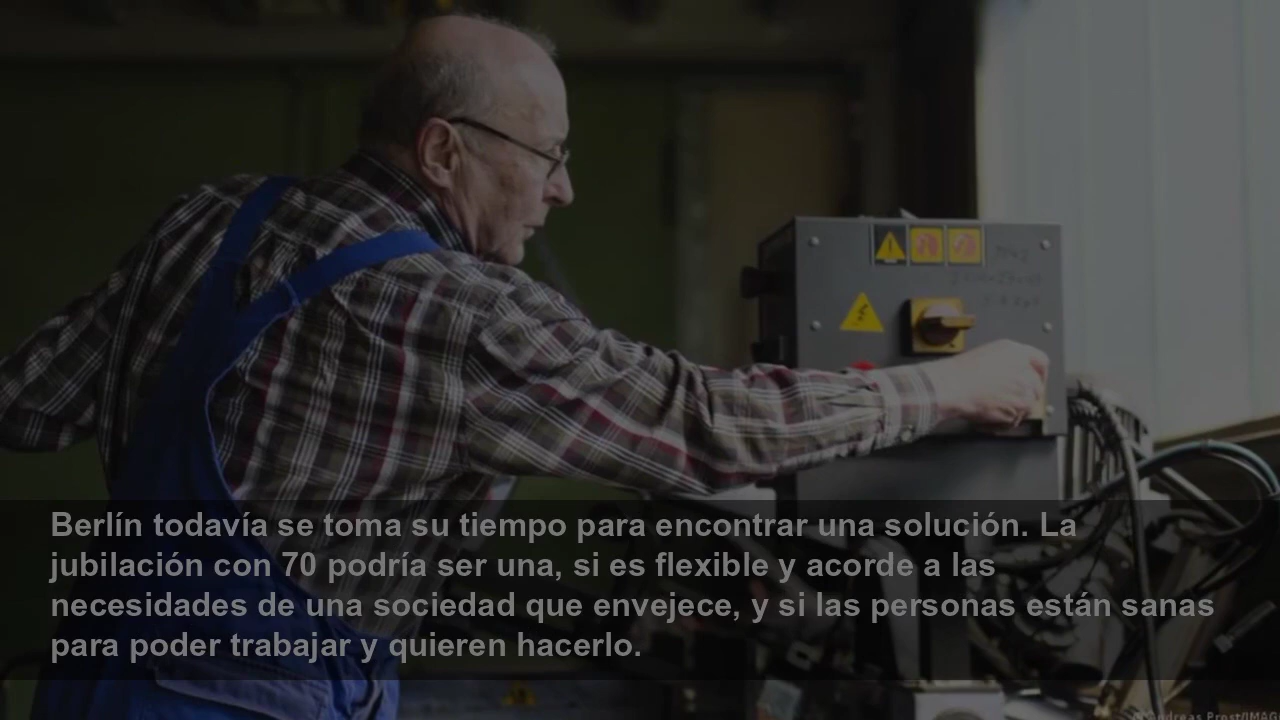 Berlín todavía se toma su tiempo para encontrar una solución. La
jubilación con 70 podría ser una, si es flexible y acorde a las
necesidades de una sociedad que envejece, y si las personas están sanas
para poder trabajar y quieren hacerlo.